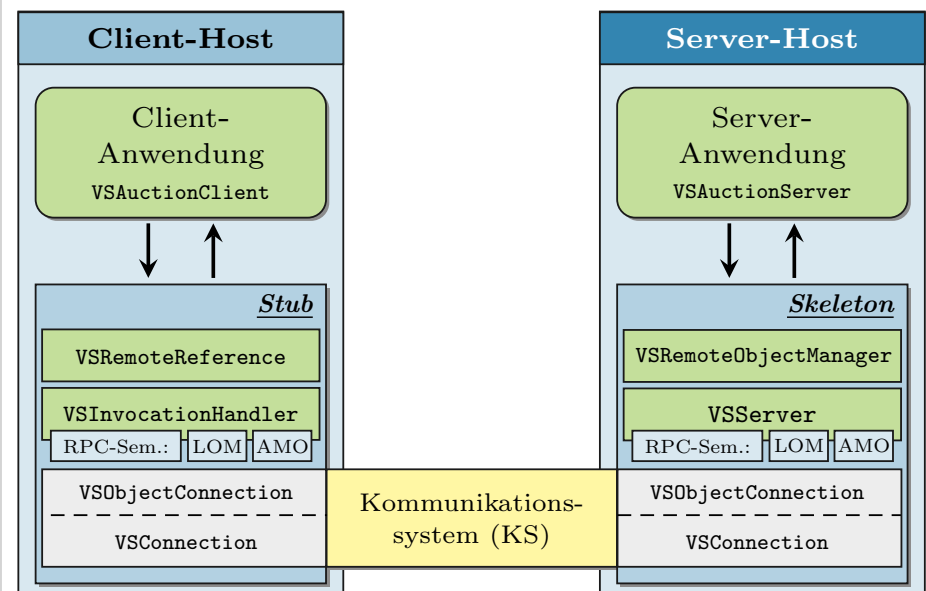 Client-Host
Client-
Anwendung
VSAuctionClient
Stub
VSRemoteReference
VSInvocationHandler
RPC-Sem.: LOM AMO
VSObjectConnection
VSConnection
Kommunikations-
system (KS)
Server-Host
Server-
Anwendung
VSAuctionServer
Skeleton
VSRemoteObjectManager
VSServer
RPC-Sem.: LOM AMO
VSObjectConnection
VSConnection